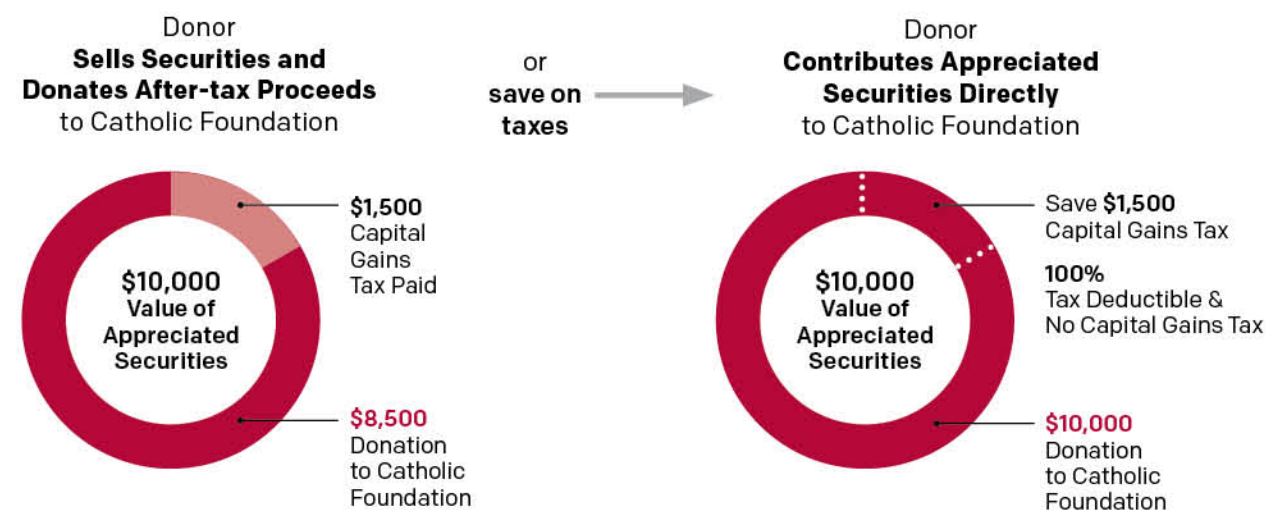 Donor
Sells Securities and
Donates After-tax Proceeds
to Catholic Foundation
or
save on
taxes
Donor
Contributes Appreciated
Securities Directly
to Catholic Foundation
$10,000
Value of
Appreciated
Securities
$1,500
Capital
Gains
Tax Paid
$8,500
Donation
to Catholic
Foundation
$10,000
Value of
Appreciated
Securities
Save $1,500
Capital Gains Tax
100%
Tax Deductible &
No Capital Gains Tax
$10,000
Donation
to Catholic
Foundation